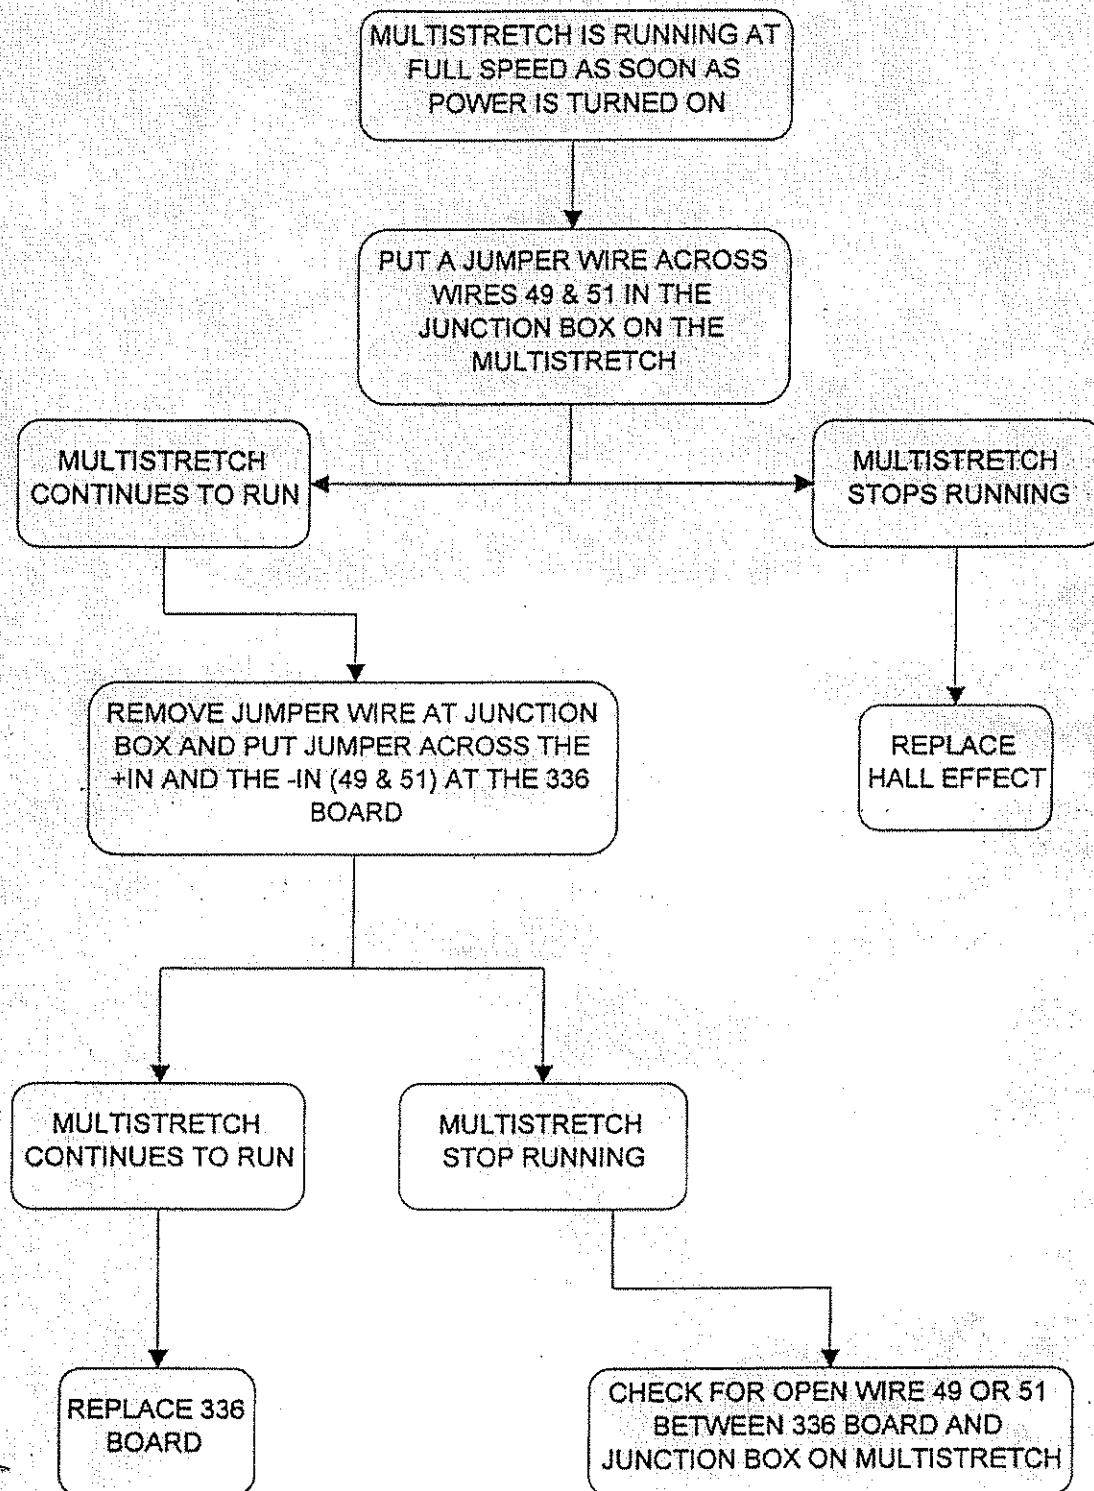 MULTISTRETCH IS RUNNING AT
FULL SPEED AS SOON AS
POWER IS TURNED ON
PUT A JUMPER WIRE ACROSS
WIRES 49 & 51 IN THE
JUNCTION BOX ON THE
MULTISTRETCH
MULTISTRETCH
CONTINUES TO RUN
MULTISTRETCH
STOPS RUNNING
REMOVE JUMPER WIRE AT JUNCTION
BOX AND PUT JUMPER ACROSS THE
+IN AND THE -IN (49 & 51) AT THE 336
BOARD
REPLACE
HALL EFFECT
MULTISTRETCH
CONTINUES TO RUN
MULTISTRETCH
STOP RUNNING
REPLACE 336
BOARD
CHECK FOR OPEN WIRE 49 OR 51
BETWEEN 336 BOARD AND
JUNCTION BOX ON MULTISTRETCH